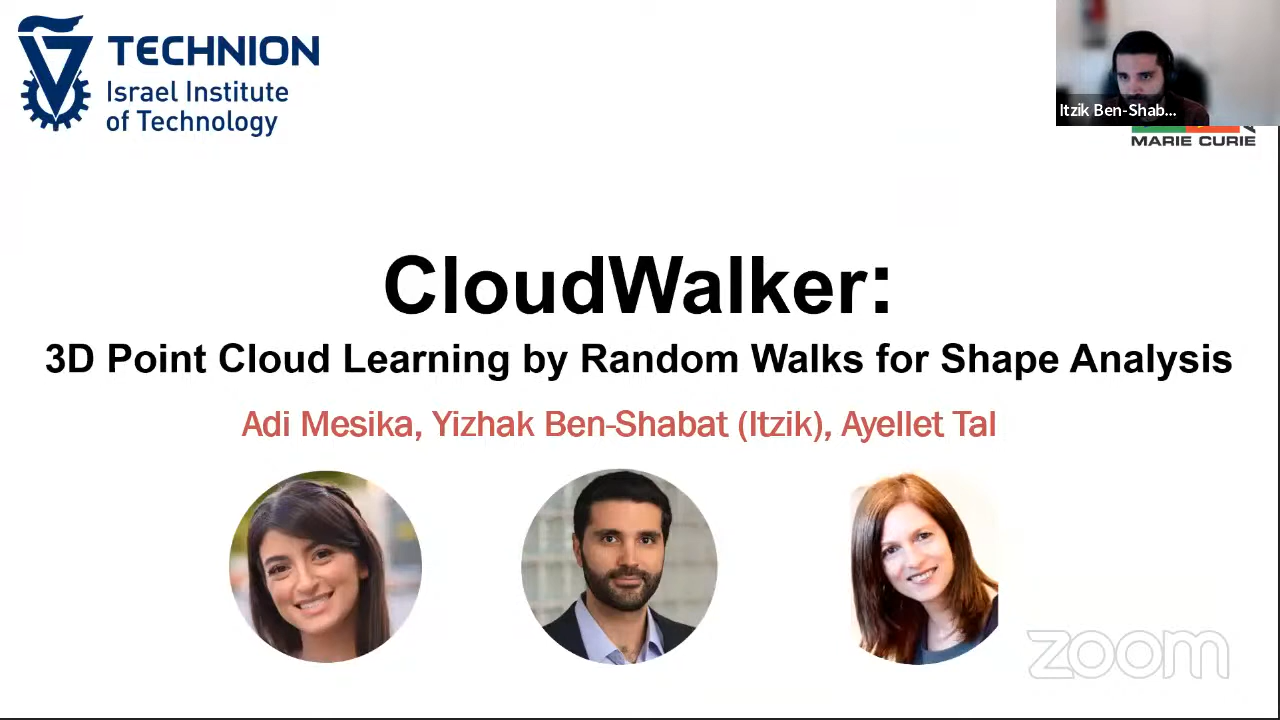 TECHNION
Israel Institute
of Technology
Itzik Ben-Shab...
MARIE CURIE
CloudWalker:
3D Point Cloud Learning by Random Walks for Shape Analysis
Adi Mesika, Yizhak Ben-Shabat (Itzik), Ayellet Tal
zoom